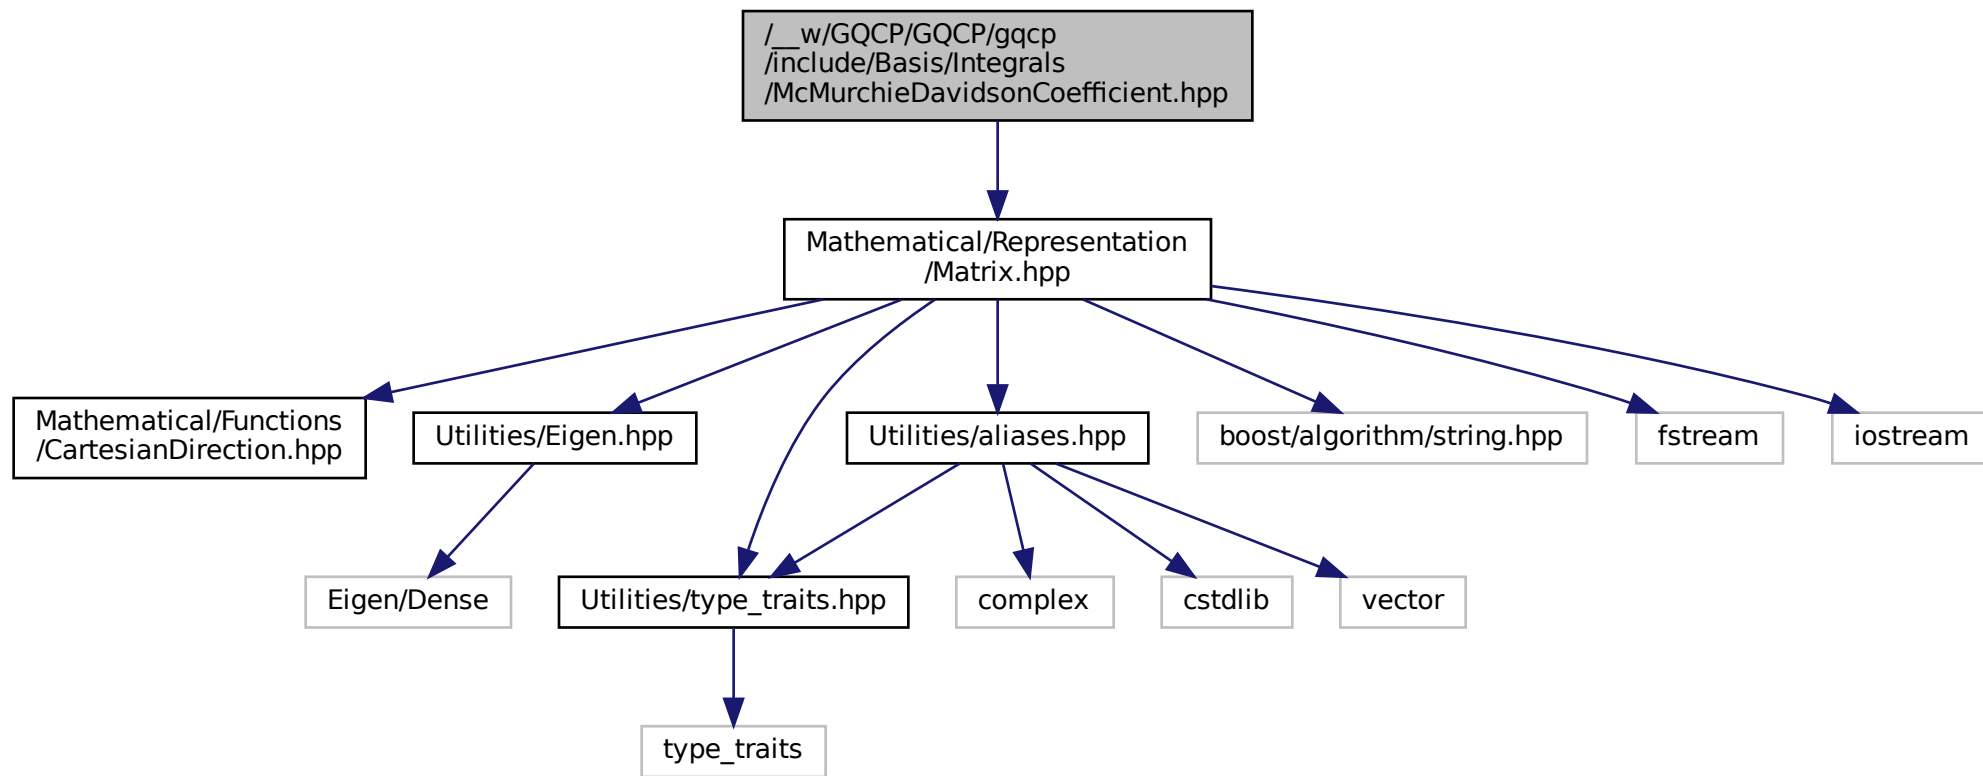 /__w/GQCP/GQCP/gqcp
/include/Basis/Integrals
/McMurchieDavidsonCoefficient.hpp
Mathematical/Representation
/Matrix.hpp
Mathematical/Functions
/CartesianDirection.hpp
Utilities/Eigen.hpp
Utilities/aliases.hpp
boost/algorithm/string.hpp
fstream
iostream
Eigen/Dense
Utilities/type_traits.hpp
complex
cstdlib
vector
type_traits